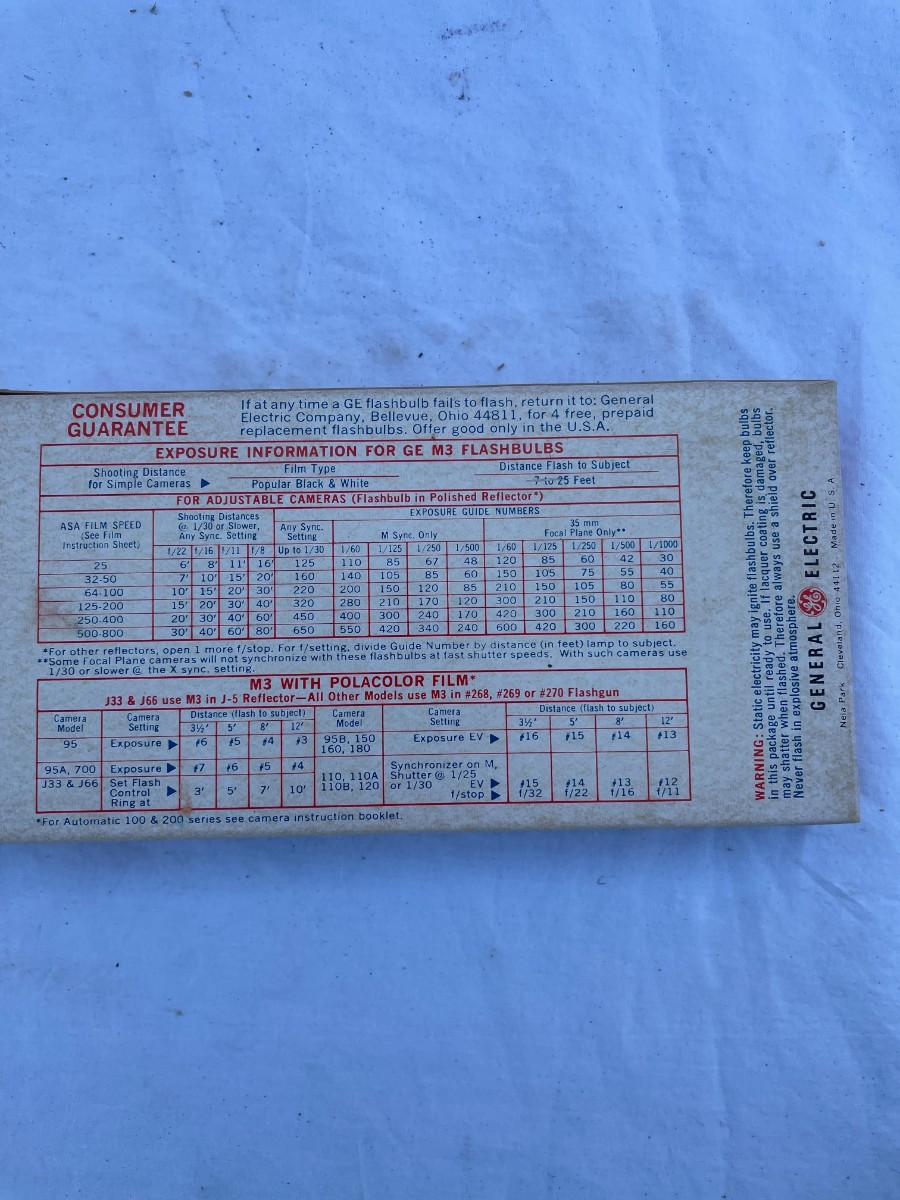 CONSUMER
GUARANTEE
If at any time a GE flashbulb fails to flash, return it to: General
Electric Company, Bellevue, Ohio 44811, for 4 free, prepaid
replacement flashbulbs. Offer good only in the U.S.A.
EXPOSURE INFORMATION FOR GE M3 FLASHBULBS
Shooting Distance
for Simple Cameras ▶
Film Type
Popular Black & White
Distance Flash to Subject
7 to 25 Feet
FOR ADJUSTABLE CAMERAS (Flashbulb in Polished Reflector*)
ASA FILM SPEED
(See Film
Instruction Sheet)
Shooting Distances
@ 1/30 or Slower,
Any Sync. Setting
EXPOSURE GUIDE NUMBERS
Any Sync.
Setting
M Sync. Only
35 mm
Focal Plane Only**
f/22 f/16 f/11 f/8 Up to 1/30 1/60 1/125 1/250 1/500 1/60 1/125 1/250 1/500 1/1000
25 6' 8' 11' 16' 125 110 85 67 48 120 85 60 42 30
32-50 7' 10' 15' 20' 160 140 105 85 60 150 105 75 55 40
64-100 10' 15' 20' 30' 220 200 150 120 85 210 150 105 80 55
125-200 15' 20' 30' 40' 320 280 210 170 120 300 210 150 110 80
250-400 20' 30' 40' 60' 450 400 300 240 170 420 300 210 160 110
500-800 30' 40' 60' 80' 650 550 420 340 240 600 420 300 220 160
*For other reflectors, open 1 more f/stop. For f/setting, divide Guide Number by distance (in feet) lamp to subject.
**Some Focal Plane cameras will not synchronize with these flashbulbs at fast shutter speeds. With such cameras use
1/30 or slower @ the X sync. setting.
M3 WITH POLACOLOR FILM*
J33 & J66 use M3 in J-5 Reflector—All Other Models use M3 in #268, #269 or #270 Flashgun
Camera
Model
Camera
Setting
Distance (flash to subject)
3½' 5' 8' 12'
95 Exposure ▶ #6 #5 #4 #3
95A, 700 Exposure ▶ #7 #6 #5 #4
J33 & J66 Set Flash
Control
Ring at ▶ 3' 5' 7' 10'
Camera
Model
Camera
Setting
Distance (flash to subject)
3½' 5' 8' 12'
95B, 150
160, 180
Exposure EV ▶ #16 #15 #14 #13
110, 110A
110B, 120
Synchronizer on M,
Shutter @ 1/25
or 1/30 EV ▶ #15 #14 #13 #12
f/stop ▶ f/32 f/22 f/16 f/11
*For Automatic 100 & 200 series see camera instruction booklet.
WARNING: Static electricity may ignite flashbulbs. Therefore keep bulbs
in this package until ready to use. If lacquer coating is damaged, bulbs
may shatter when flashed. Therefore always use a shield over reflector.
Never flash in explosive atmosphere.
GENERAL GE ELECTRIC
Nela Park Cleveland, Ohio 44112 Made in U.S.A.